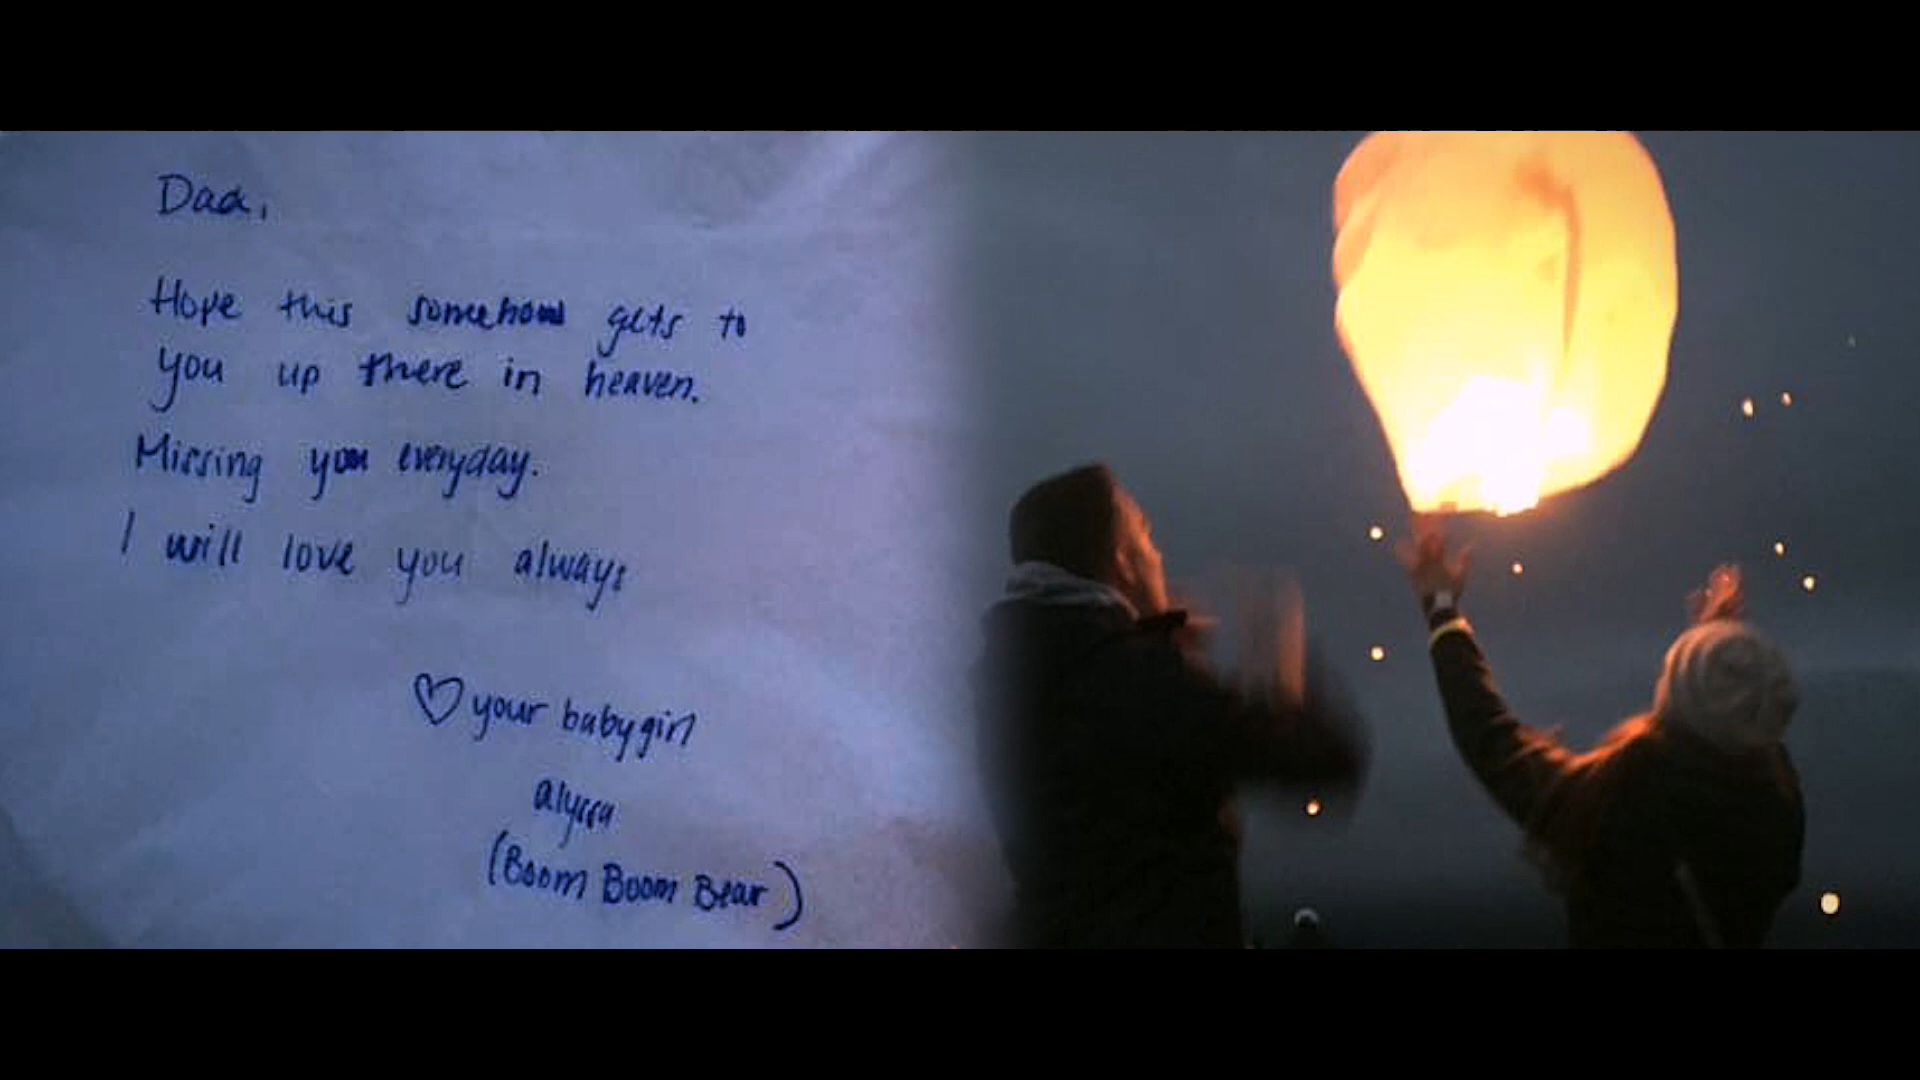 Dad,
Hope this somehow gets to
you up there in heaven.
Missing you everyday.
I will love you always
♡ your babygirl
alyssa
(Boom Boom Bear)